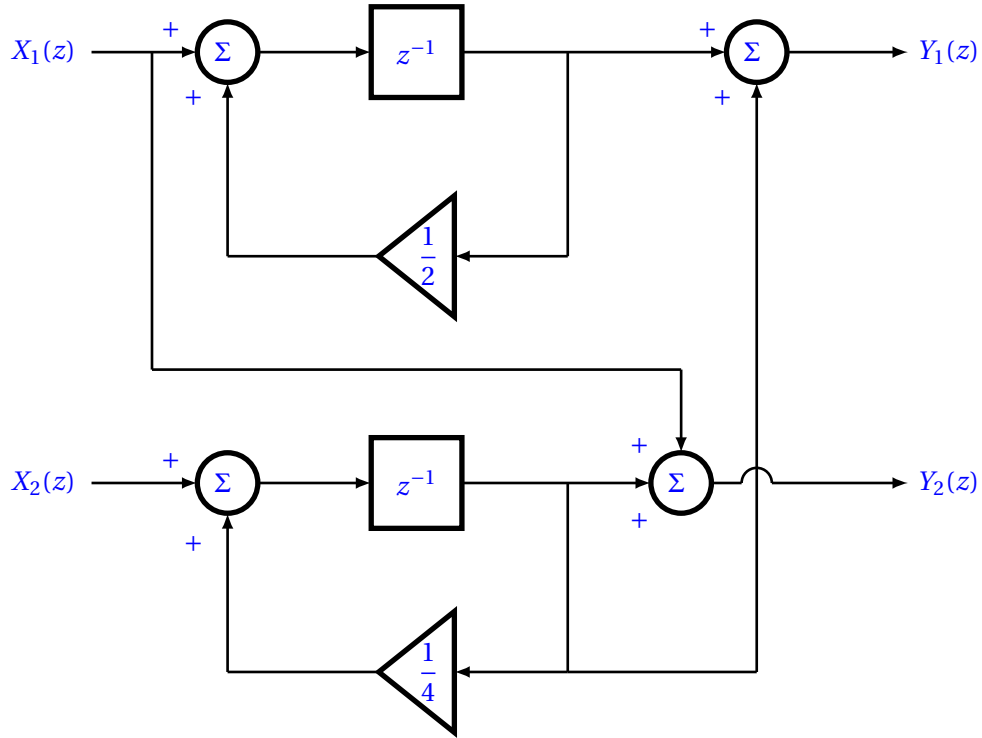 X₁(z) + Σ z⁻¹ + Σ Y₁(z)
+ +
1/2
+
X₂(z) + Σ z⁻¹ Σ Y₂(z)
+ +
1/4